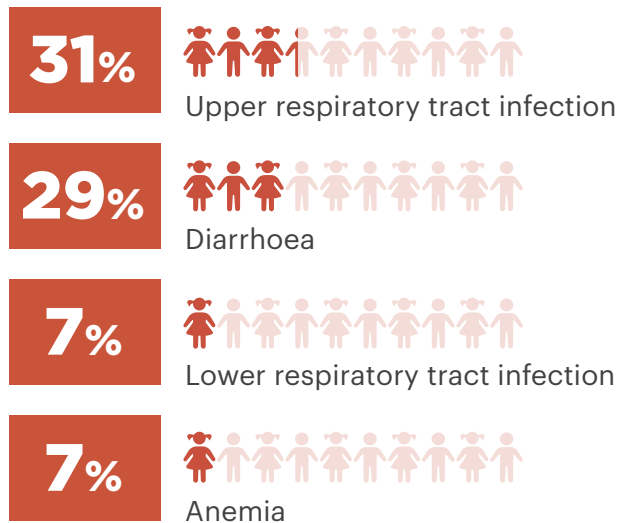 31%
Upper respiratory tract infection
29%
Diarrhoea
7%
Lower respiratory tract infection
7%
Anemia